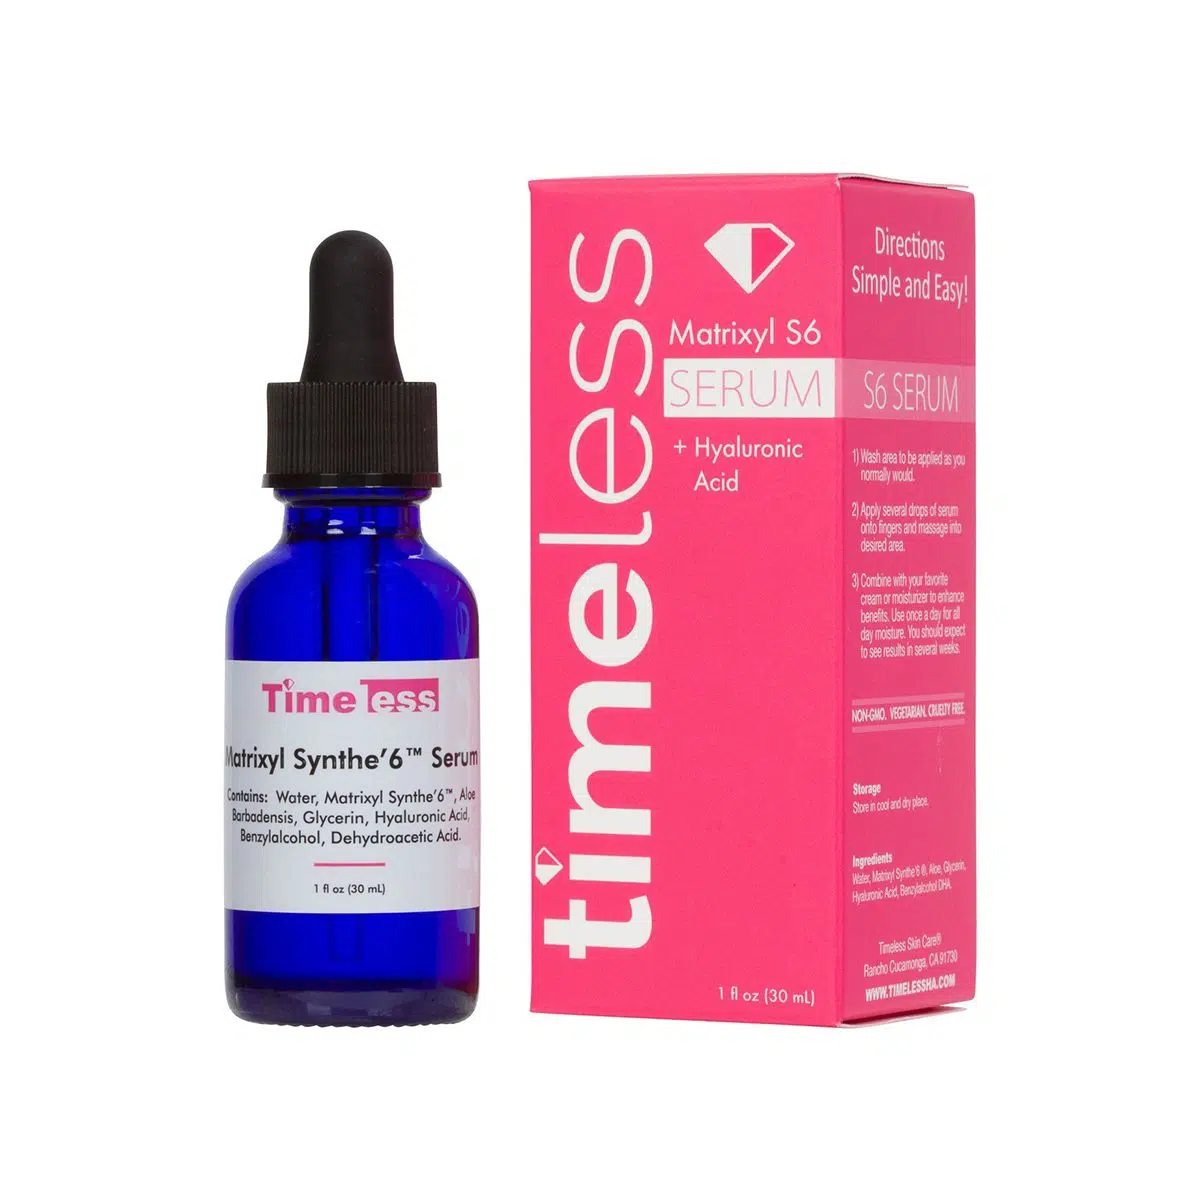 Time less
Matrixyl Synthe'6™ Serum
Contains: Water, Matrixyl Synthe'6™, Aloe
Barbadensis, Glycerin, Hyaluronic Acid,
Benzylalcohol, Dehydroacetic Acid.
1 fl oz (30 mL)
timeless
Matrixyl S6
SERUM
+ Hyaluronic
Acid
1 fl oz (30 mL)
Directions
Simple and Easy!
S6 SERUM
1) Wash area to be applied as you
normally would.
2) Apply several drops of serum
onto fingers and massage into
desired area.
3) Combine with your favorite
cream or moisturizer to enhance
benefits. Use once a day for all
day moisture. You should expect
to see results in several weeks.
NON-GMO. VEGETARIAN. CRUELTY FREE.
Storage
Store in cool and dry place.
Ingredients
Water, Matrixyl Synthe'6 ®, Aloe, Glycerin,
Hyaluronic Acid, Benzylalcohol DHA.
Timeless Skin Care®
Rancho Cucamonga, CA 91730
WWW.TIMELESSHA.COM